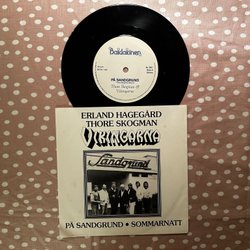 Baldakinen
PÅ SANDGRUND
Thore Skogman &
Vikingarna
ERLAND HAGEGÅRD
THORE SKOGMAN
VIKINGARNA
Sandgrund
PÅ SANDGRUND • SOMMARNATT